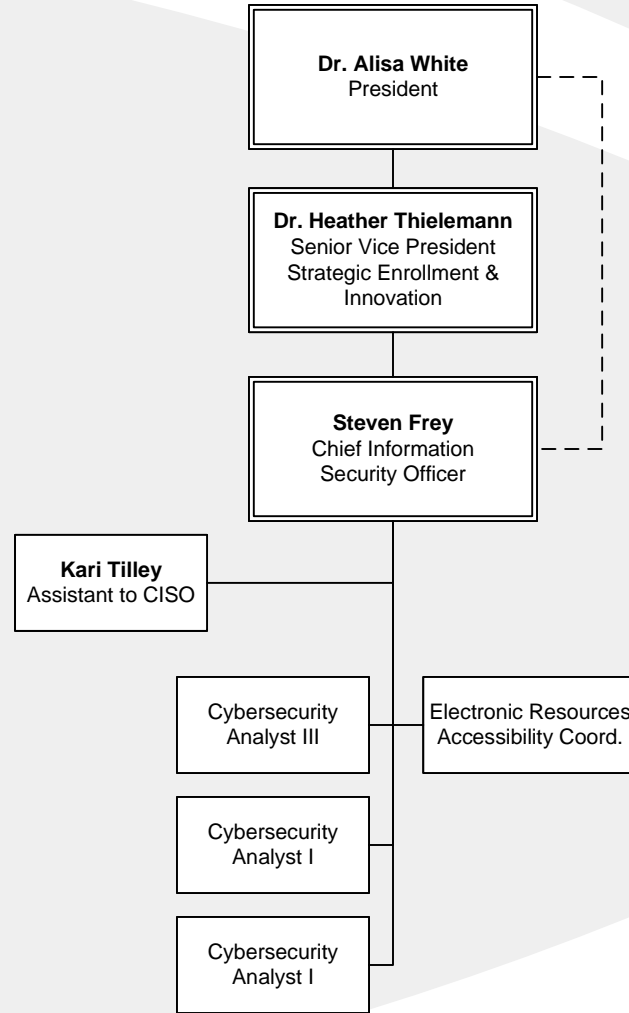 Dr. Alisa White
President
Dr. Heather Thielemann
Senior Vice President
Strategic Enrollment &
Innovation
Steven Frey
Chief Information
Security Officer
Kari Tilley
Assistant to CISO
Cybersecurity
Analyst III
Electronic Resources
Accessibility Coord.
Cybersecurity
Analyst I
Cybersecurity
Analyst I